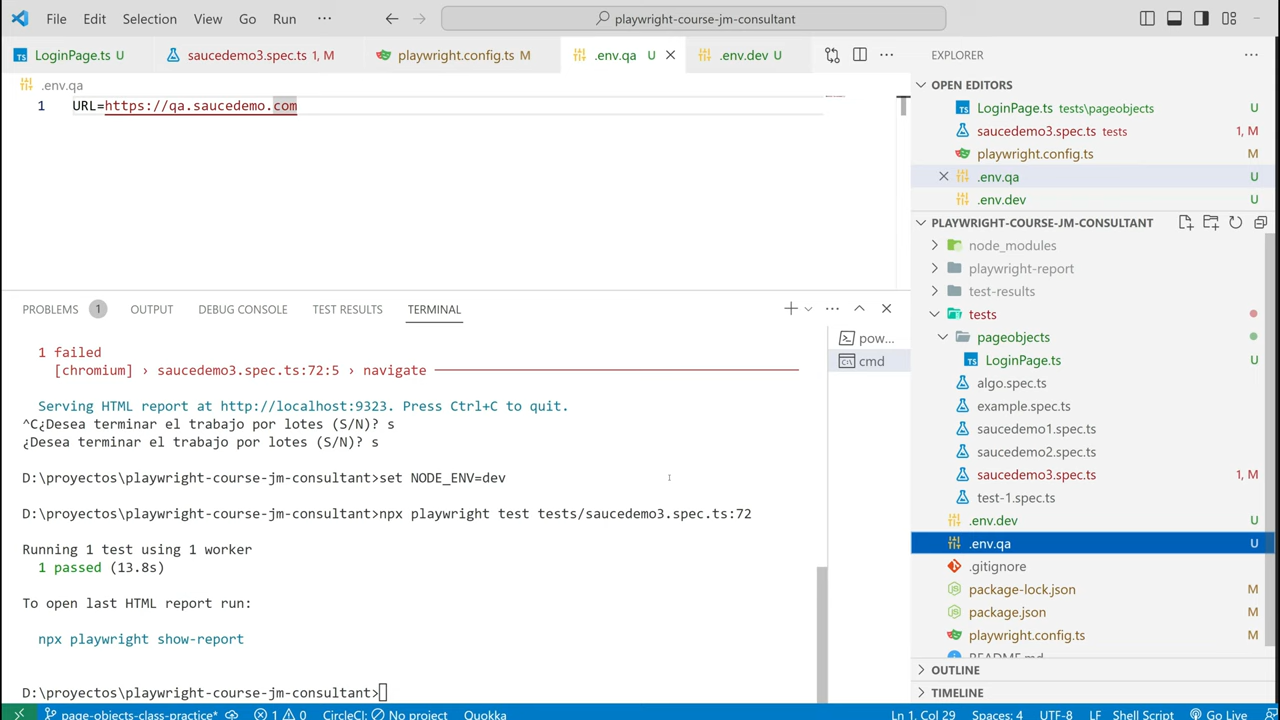 File Edit Selection View Go Run ··· playwright-course-jm-consultant
LoginPage.ts U saucedemo3.spec.ts 1, M playwright.config.ts M .env.qa U .env.dev U
.env.qa
1 URL=https://qa.saucedemo.com
PROBLEMS 1 OUTPUT DEBUG CONSOLE TEST RESULTS TERMINAL
1 failed
[chromium] › saucedemo3.spec.ts:72:5 › navigate
Serving HTML report at http://localhost:9323. Press Ctrl+C to quit.
^C¿Desea terminar el trabajo por lotes (S/N)? s
¿Desea terminar el trabajo por lotes (S/N)? s
D:\proyectos\playwright-course-jm-consultant>set NODE_ENV=dev
D:\proyectos\playwright-course-jm-consultant>npx playwright test tests/saucedemo3.spec.ts:72
Running 1 test using 1 worker
1 passed (13.8s)
To open last HTML report run:
npx playwright show-report
D:\proyectos\playwright-course-jm-consultant>
pow...
cmd
EXPLORER
OPEN EDITORS
LoginPage.ts tests\pageobjects U
saucedemo3.spec.ts tests 1, M
playwright.config.ts M
.env.qa U
.env.dev U
PLAYWRIGHT-COURSE-JM-CONSULTANT
node_modules
playwright-report
test-results
tests
pageobjects
LoginPage.ts
algo.spec.ts
example.spec.ts
saucedemo1.spec.ts
saucedemo2.spec.ts
saucedemo3.spec.ts 1, M
test-1.spec.ts
.env.dev U
.env.qa U
.gitignore
package-lock.json M
package.json M
playwright.config.ts M
README.md
OUTLINE
TIMELINE
page-objects-class-practice* 1 0 CircleCI: No project Quokka Ln 1, Col 29 Spaces: 4 UTF-8 LF Shell Script Go Live